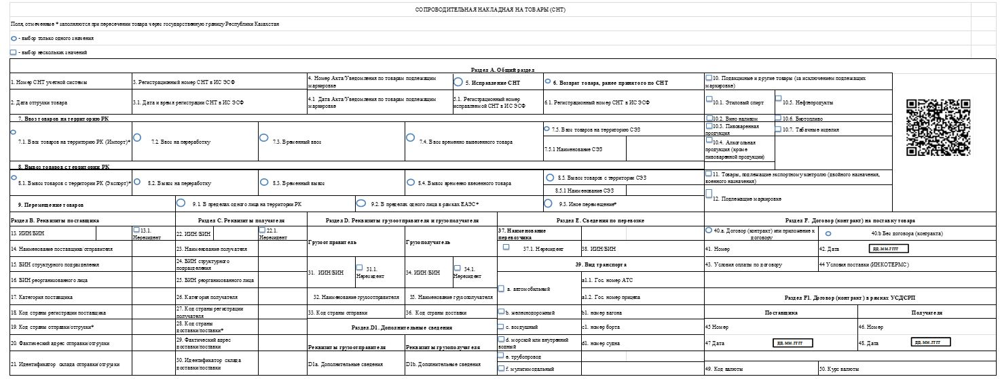 СОПРОВОДИТЕЛЬНАЯ НАКЛАДНАЯ НА ТОВАРЫ (СНТ)
Поля, отмеченные * заполняются при пересечении товара через государственную границу Республики Казахстан
- выбор только одного значения
- выбор нескольких значений
Раздел А. Общий раздел
1. Номер СНТ учетной системы
3. Регистрационный номер СНТ в ИС ЭСФ
4. Номер Акта/Уведомления по товарам подлежащим маркировке
5. Исправление СНТ
6. Возврат товара, ранее принятого по СНТ
10. Подакцизные и другие товары (за исключением подлежащих маркировке)
2. Дата отгрузки товара
3.1. Дата и время регистрации СНТ в ИС ЭСФ
4.1 Дата Акта/Уведомления по товарам подлежащим маркировке
5.1. Регистрационный номер исправляемой СНТ в ИС ЭСФ
6.1. Регистрационный номер СНТ в ИС ЭСФ
10.1. Этиловый спирт
10.5. Нефтепродукты
7. Ввоз товаров на территорию РК
10.2. Вино наливом
10.6. Биотопливо
7.1. Ввоз товаров на территорию РК (Импорт)*
7.2. Ввоз на переработку
7.3. Временный ввоз
7.4. Ввоз временно вывезенного товара
7.5. Ввоз товаров на территорию СЭЗ
10.3. Пивоваренная продукция
10.7. Табачные изделия
7.5.1 Наименование СЭЗ
10.4. Алкогольная продукция (кроме пивоваренной продукции)
8. Вывоз товаров с территории РК
8.1. Вывоз товаров с территории РК (Экспорт)*
8.2. Вывоз на переработку
8.3. Временный вывоз
8.4. Вывоз временно ввезенного товара
8.5. Вывоз товаров с территории СЭЗ
11. Товары, подлежащие экспортному контролю (двойного назначения, военного назначения)
8.5.1 Наименование СЭЗ
12. Подлежащие маркировке
9. Перемещение товаров
9.1. В пределах одного лица на территории РК
9.2. В пределах одного лица в рамках ЕАЭС*
9.3. Иное перемещение*
Раздел В. Реквизиты поставщика
Раздел С. Реквизиты получателя
Раздел D. Реквизиты грузоотправителя и грузополучателя
Раздел Е. Сведения по перевозке
Раздел F. Договор (контракт) на поставку товара
13. ИИН/БИН
13.1. Нерезидент
22. ИИН/БИН
22.1. Нерезидент
Грузоотправитель
Грузополучатель
37. Наименование перевозчика
40.a. Договор (контракт) или приложение к договору
40.b Без договора (контракта)
14. Наименование поставщика/отправителя
23. Наименование получателя
37.1. Нерезидент
38. ИИН/БИН
41. Номер
42. Дата
дд.мм.гггг
15. БИН структурного подразделения
24. БИН структурного подразделения
31. ИИН/БИН
31.1. Нерезидент
34. ИИН/БИН
34.1. Нерезидент
39. Вид транспорта
43. Условия оплаты по договору
44 Условия поставки (ИНКОТЕРМС)
16. БИН реорганизованного лица
25. БИН реорганизованного лица
a. автомобильный
a1.1. Гос. номер АТС
17. Категория поставщика
26. Категория получателя
32. Наименование грузоотправителя
35. Наименование грузополучателя
a1.2. Гос. номер прицепа
Раздел F1. Договор (контракт) в рамках УСД/СРП
18. Код страны регистрации поставщика
27. Код страны регистрации получателя
33. Код страны отправки
36. Код страны доставки
b. железнодорожный
b1. номер вагона
Поставщика
Получателя
19. Код страны отправки/отгрузки*
28. Код страны доставки/поставки*
Раздел.D1. Дополнительные сведения
c. воздушный
c1. номер борта
45 Номер
46. Номер
20. Фактический адрес отправки/отгрузки
29. Фактический адрес доставки/поставки
Реквизиты грузоотправителя
Реквизиты грузополучателя
d. морской или внутренний водный
d1. номер судна
47 Дата
дд.мм.гггг
48. Дата
дд.мм.гггг
21. Идентификатор склада отправки/отгрузки
30. Идентификатор склада доставки/поставки
D1a. Дополнительные сведения
D1b. Дополнительные сведения
e. трубопровод
f. мультимодальный
49. Код валюты
50. Курс валюты